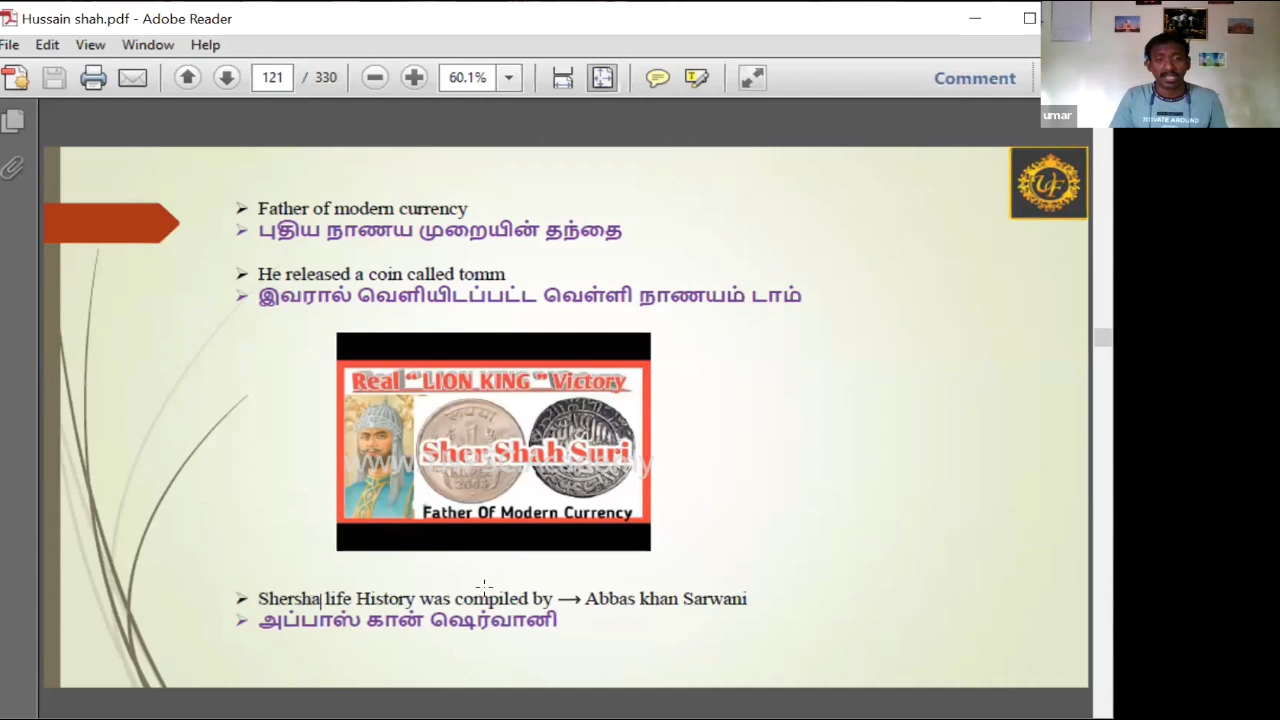 Hussain shah.pdf - Adobe Reader
File Edit View Window Help
121 / 330 60.1% Comment
umar
UF
Father of modern currency
புதிய நாணய முறையின் தந்தை
He released a coin called tomm
இவரால் வெளியிடப்பட்ட வெள்ளி நாணயம் டாம்
Real "LION KING" Victory
Sher Shah Suri
Father Of Modern Currency
Shersha life History was compiled by → Abbas khan Sarwani
அப்பாஸ் கான் ஷெர்வானி